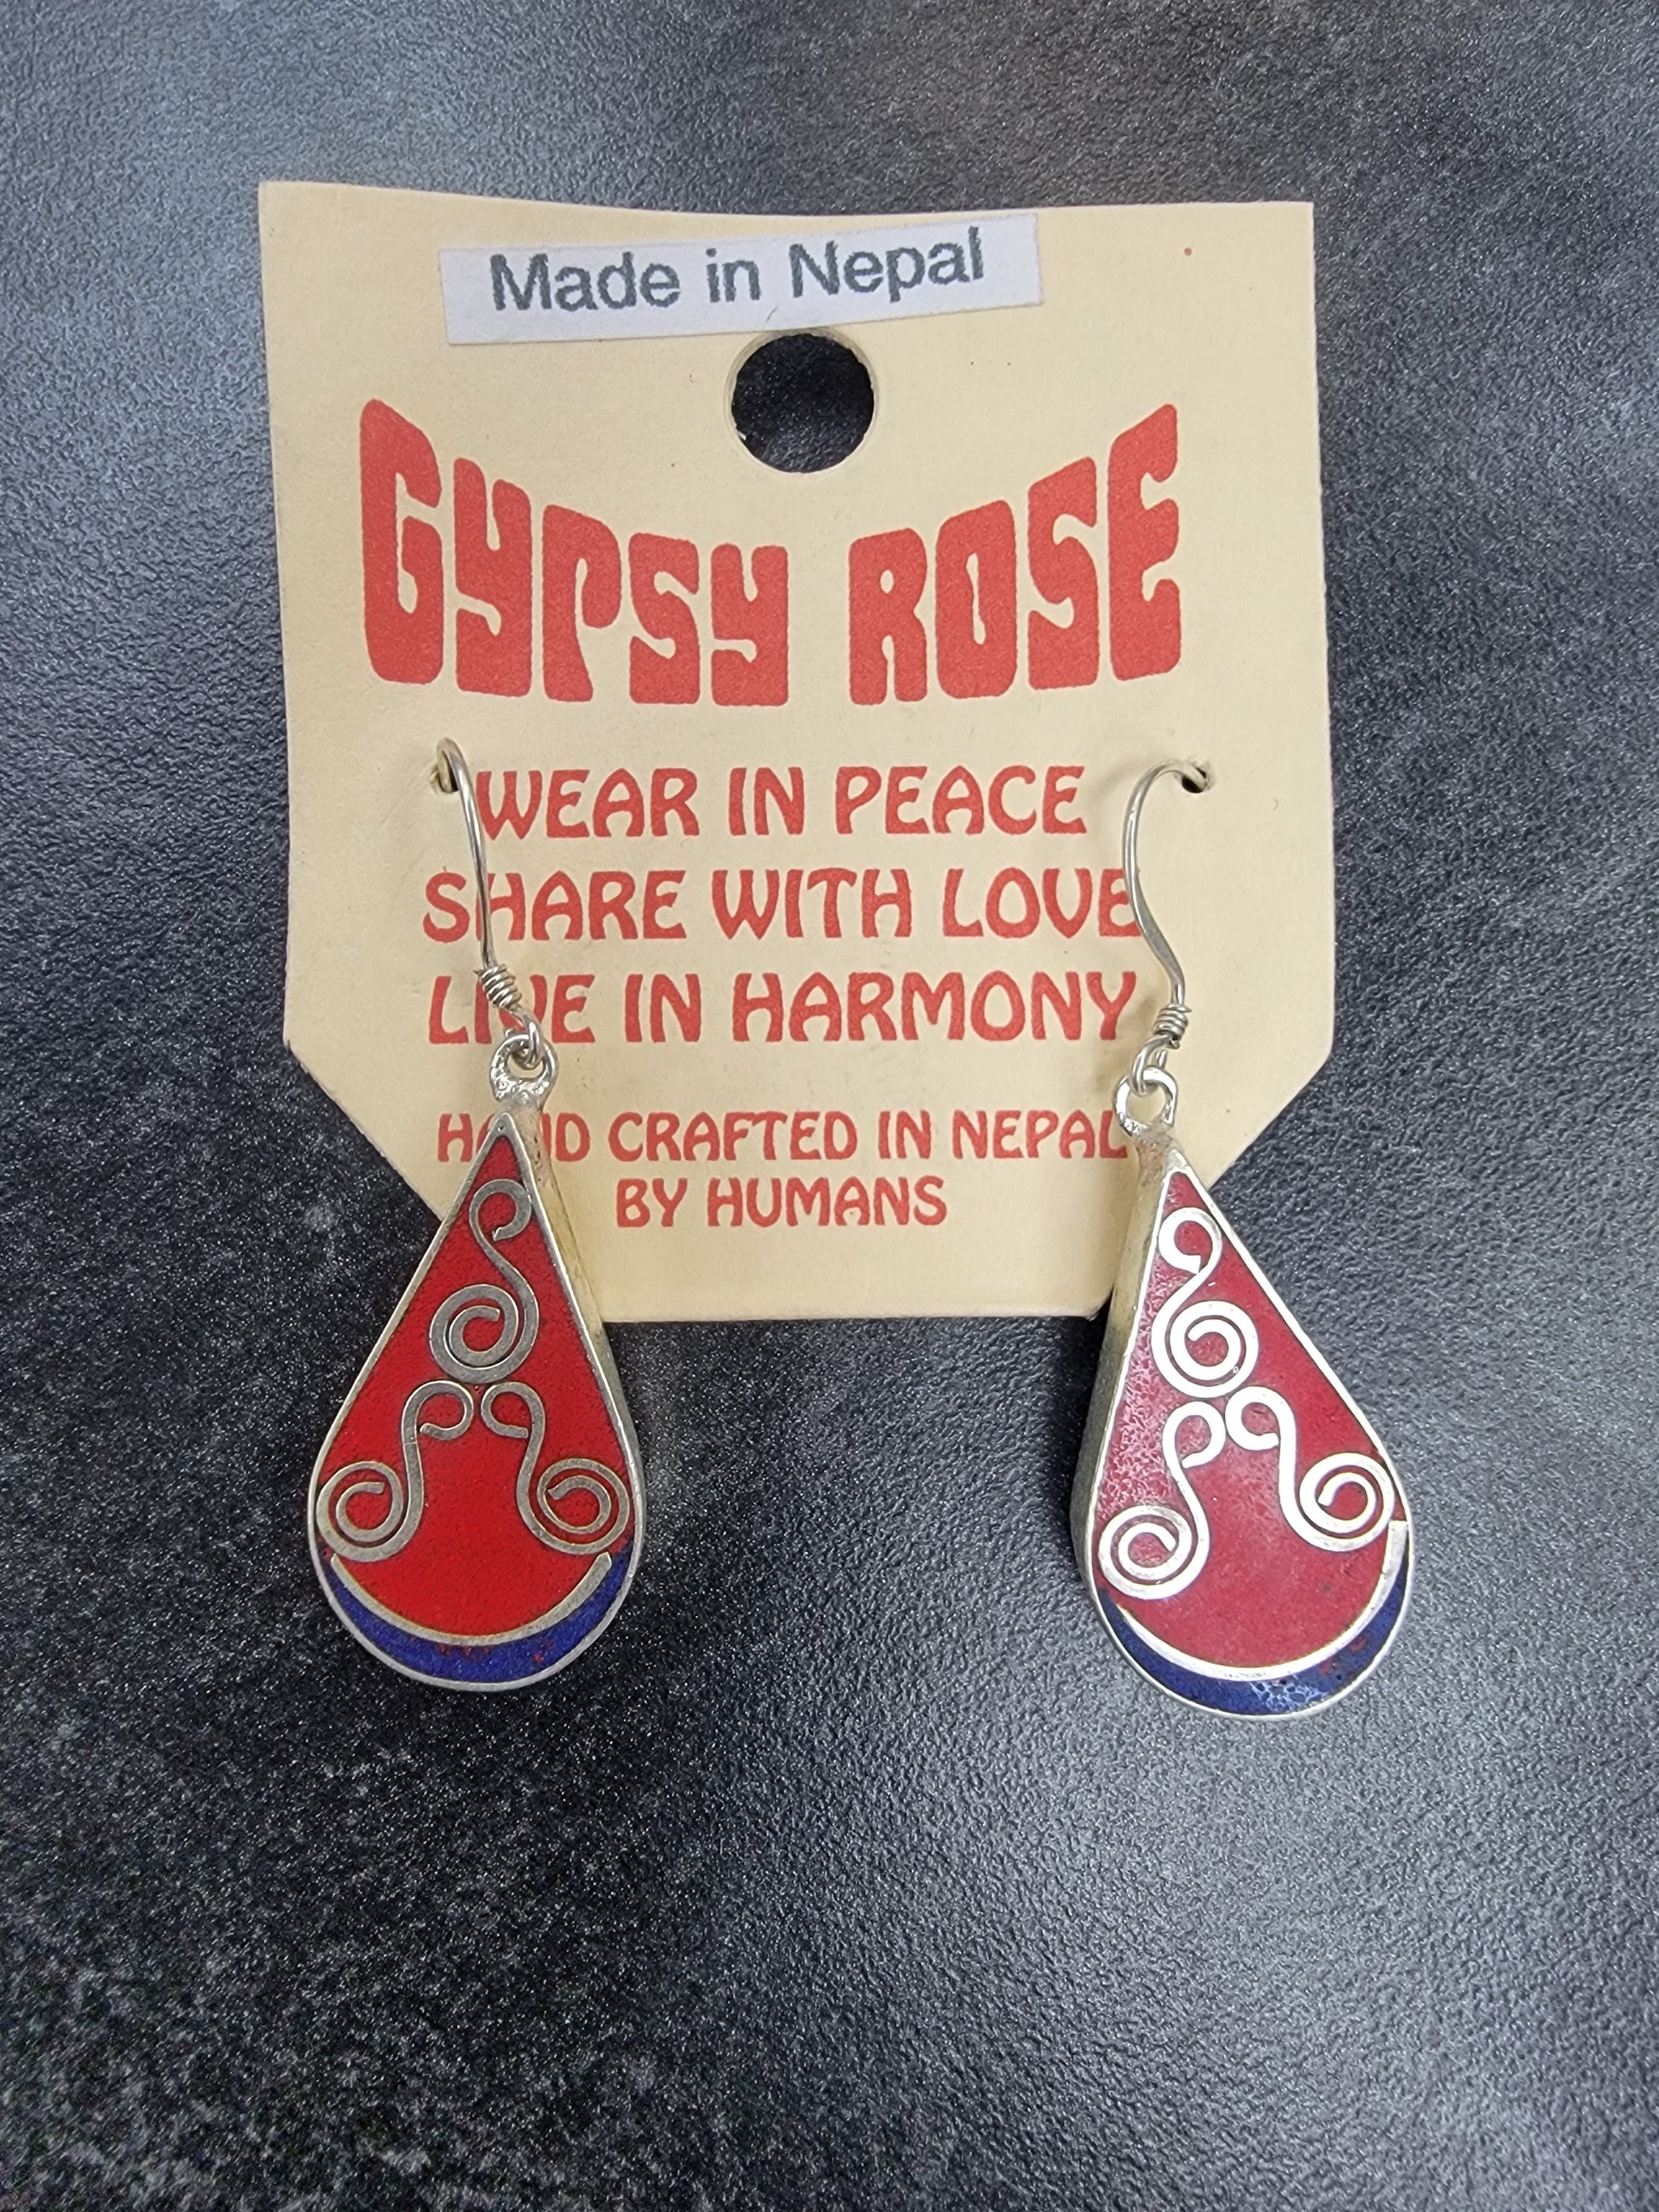 Made in Nepal
GYPSY ROSE
WEAR IN PEACE
SHARE WITH LOVE
LIVE IN HARMONY
HAND CRAFTED IN NEPAL
BY HUMANS